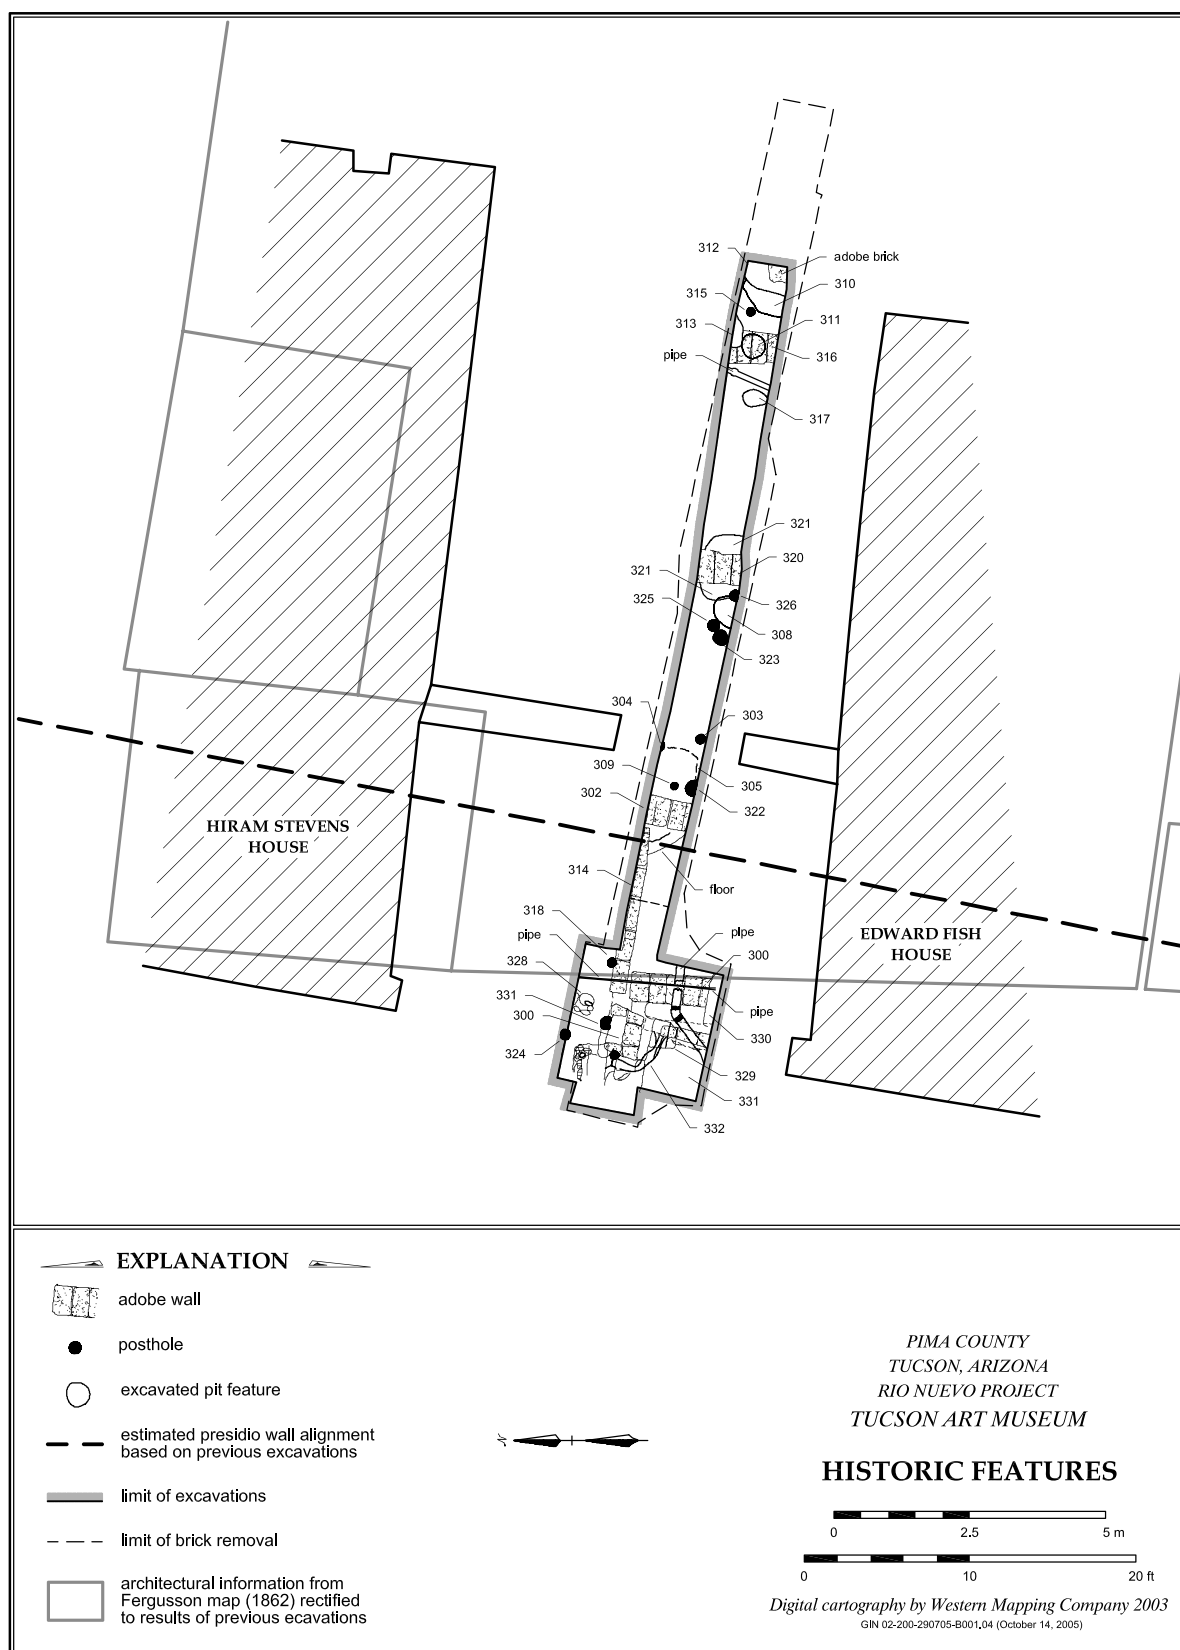 312
adobe brick
310
315
313
311
316
pipe
317
321
320
321
325
326
308
323
304
303
309
305
302
322
HIRAM STEVENS
HOUSE
314
floor
318
EDWARD FISH
HOUSE
pipe
pipe
300
328
331
pipe
300
330
324
329
331
332
EXPLANATION
adobe wall
posthole
excavated pit feature
estimated presidio wall alignment
based on previous excavations
limit of excavations
limit of brick removal
architectural information from
Fergusson map (1862) rectified
to results of previous ecavations
N
PIMA COUNTY
TUCSON, ARIZONA
RIO NUEVO PROJECT
TUCSON ART MUSEUM
HISTORIC FEATURES
0 2.5 5 m
0 10 20 ft
Digital cartography by Western Mapping Company 2003
GIN 02-200-290705-B001.04 (October 14, 2005)